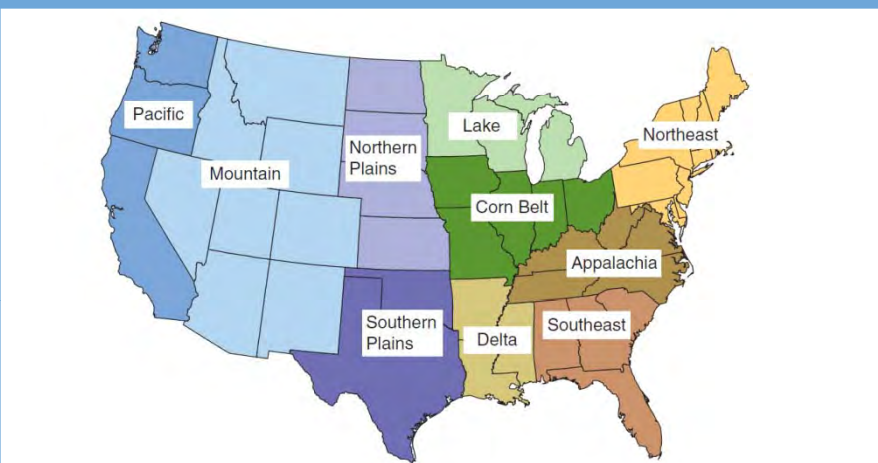 Pacific
Mountain
Northern
Plains
Lake
Northeast
Corn Belt
Appalachia
Southern
Plains
Delta
Southeast